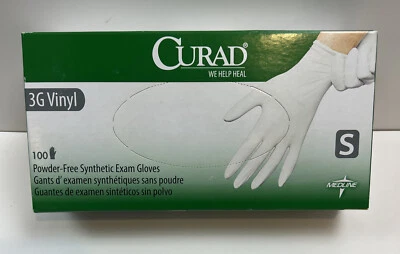 CURAD®
WE HELP HEAL
3G Vinyl
100
Powder-Free Synthetic Exam Gloves
Gants d'examen synthétiques sans poudre
Guantes de examen sintéticos sin polvo
S
MEDLINE